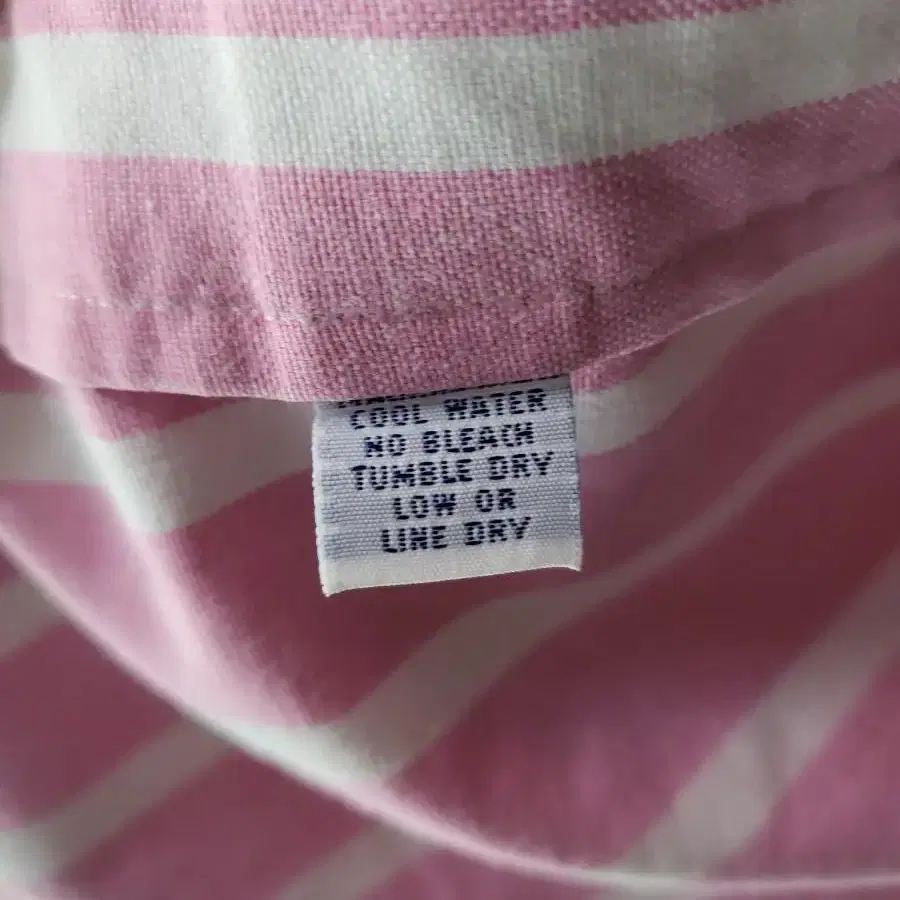 COOL WATER
NO BLEACH
TUMBLE DRY
LOW OR
LINE DRY